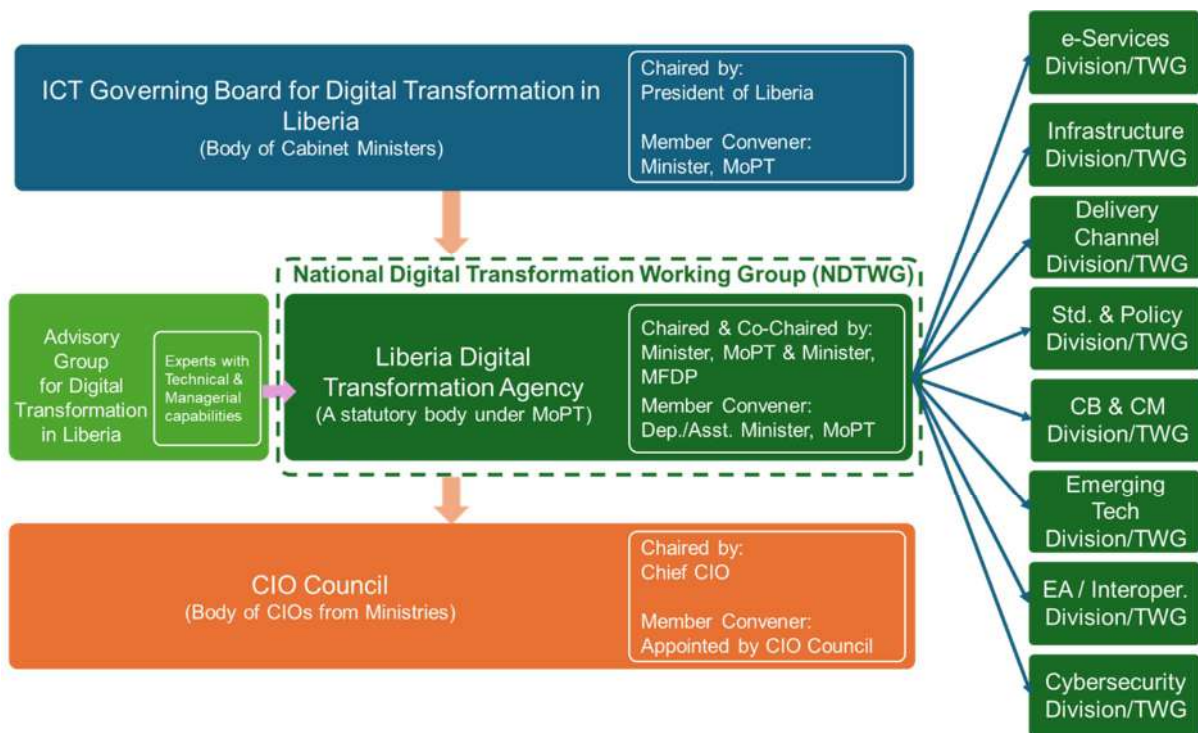 ICT Governing Board for Digital Transformation in
Liberia
(Body of Cabinet Ministers)
Chaired by:
President of Liberia
Member Convener:
Minister, MoPT
National Digital Transformation Working Group (NDTWG)
Advisory
Group
for Digital
Transformation
in Liberia
Experts with
Technical &
Managerial
capabilities
Liberia Digital
Transformation Agency
(A statutory body under MoPT)
Chaired & Co-Chaired by:
Minister, MoPT & Minister,
MFDP
Member Convener:
Dep./Asst. Minister, MoPT
CIO Council
(Body of CIOs from Ministries)
Chaired by:
Chief CIO
Member Convener:
Appointed by CIO Council
e-Services
Division/TWG
Infrastructure
Division/TWG
Delivery
Channel
Division/TWG
Std. & Policy
Division/TWG
CB & CM
Division/TWG
Emerging
Tech
Division/TWG
EA / Interoper.
Division/TWG
Cybersecurity
Division/TWG